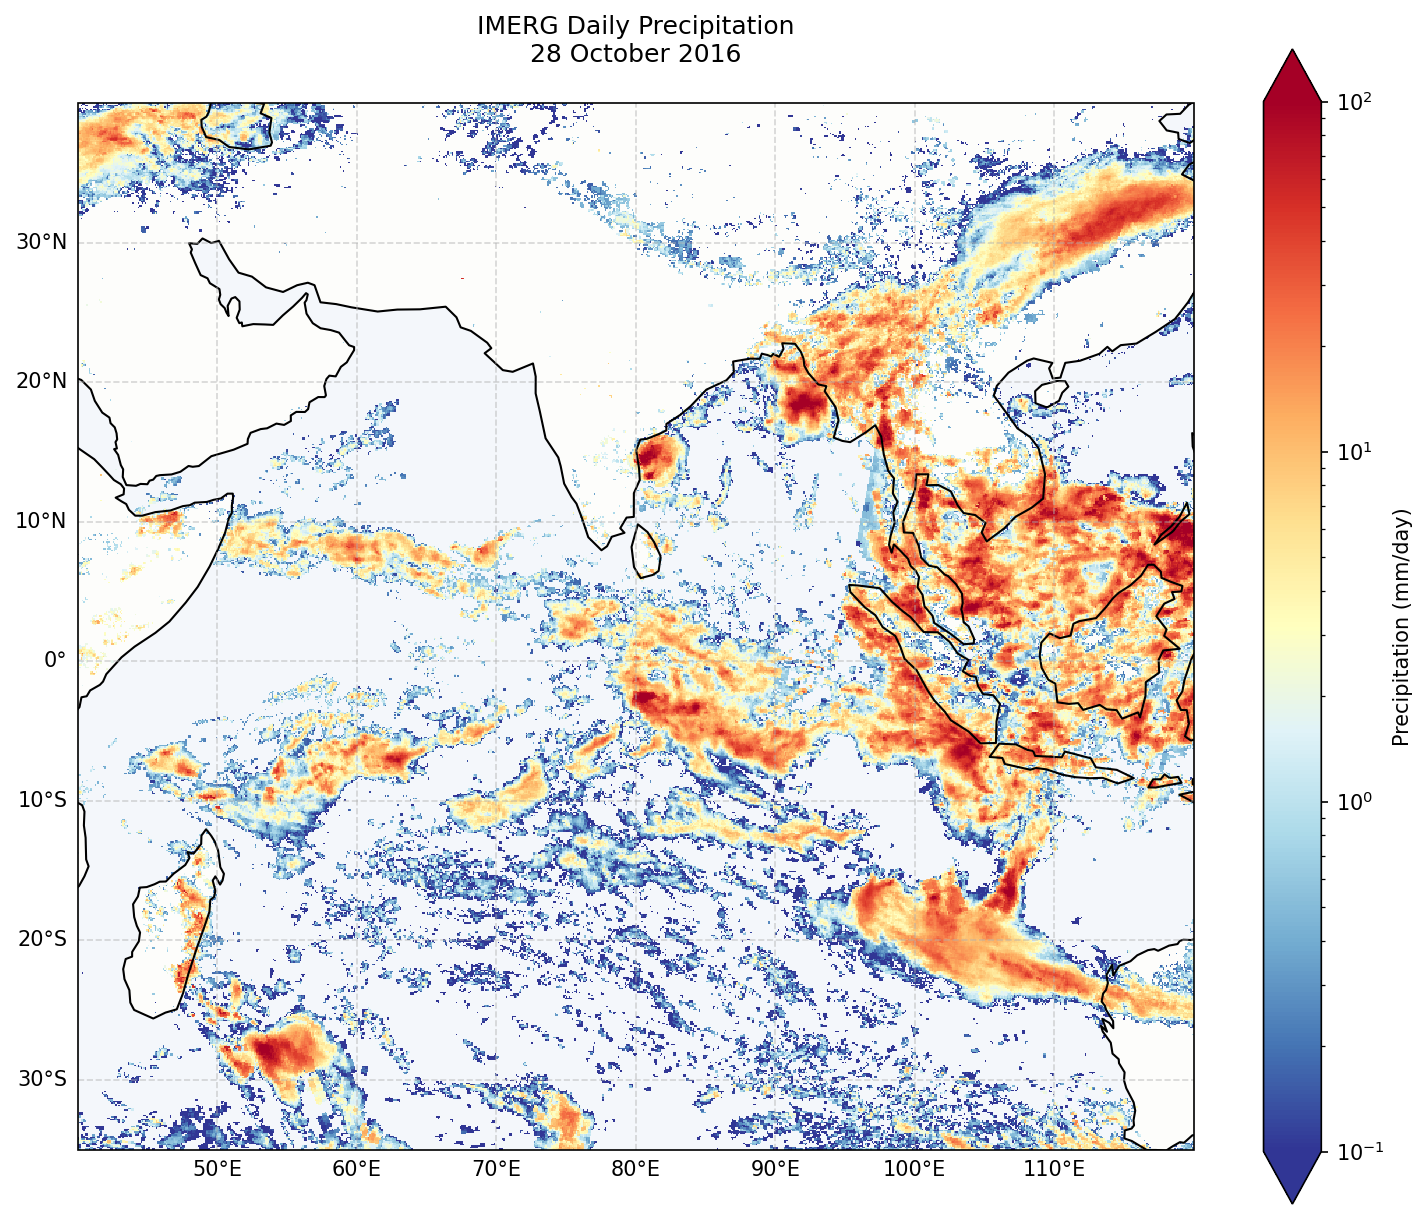 IMERG Daily Precipitation
28 October 2016
30°N
20°N
10°N
0°
10°S
20°S
30°S
50°E
60°E
70°E
80°E
90°E
100°E
110°E
10²
10¹
10⁰
10⁻¹
Precipitation (mm/day)